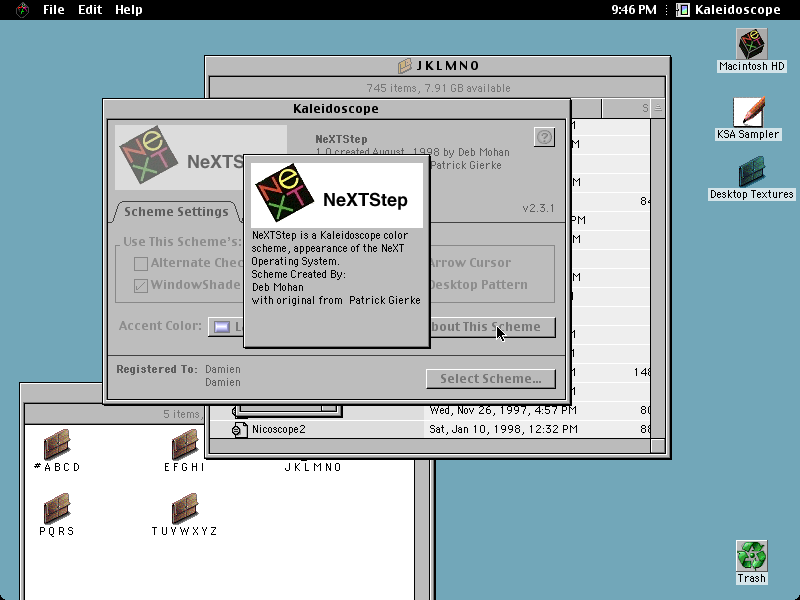 File Edit Help
9:46 PM
Kaleidoscope
Macintosh HD
KSA Sampler
Desktop Textures
Trash
JKLMNO
745 items, 7.91 GB available
S
Kaleidoscope
NeXT
NeXTS
NeXTStep
1.0 created August, 1998 by Deb Mohan
Patrick Gierke
v2.3.1
Scheme Settings
Use This Scheme's:
Alternate Chec
Arrow Cursor
WindowShade
Desktop Pattern
Accent Color:
bout This Scheme
Registered To: Damien
Damien
Select Scheme...
NeXT
NeXTStep
NeXTStep is a Kaleidoscope color
scheme, appearance of the NeXT
Operating System.
Scheme Created By:
Deb Mohan
with original from Patrick Gierke
M
M
M
84
PM
M
M
M
M
148
M
Wed, Nov 26, 1997, 4:57 PM 80
Nicoscope2 Sat, Jan 10, 1998, 12:32 PM 88
5 items,
#ABCD
EFGHI
JKLMNO
PQRS
TUVWXYZ